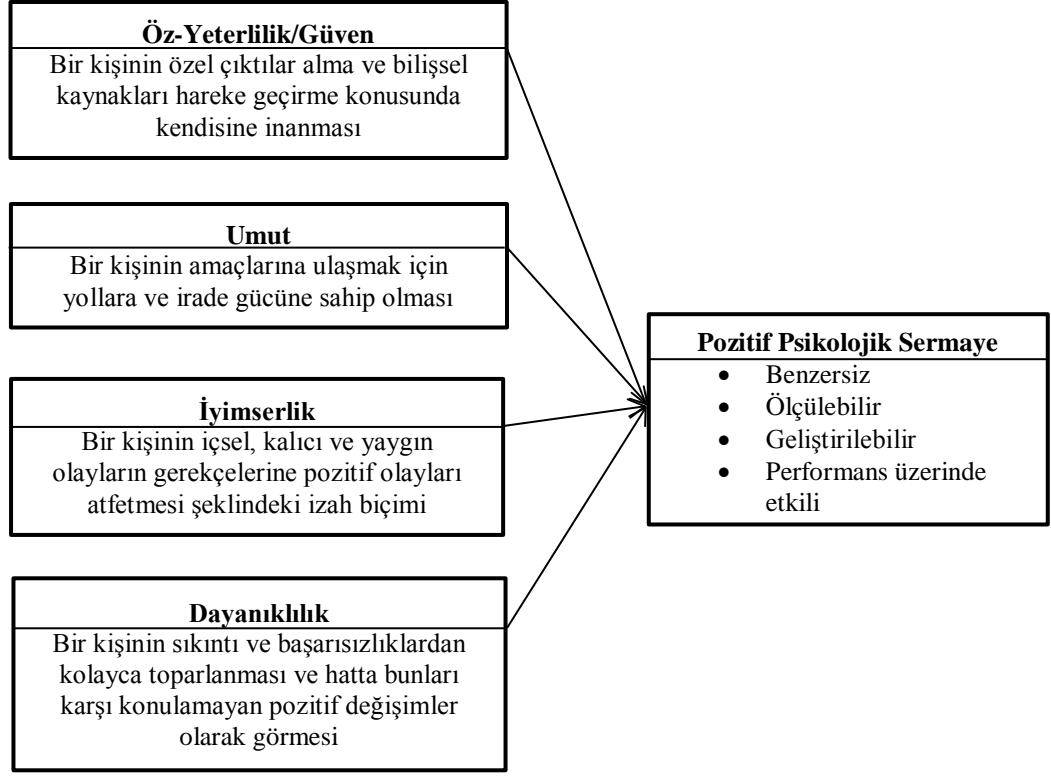 Öz-Yeterlilik/Güven
Bir kişinin özel çıktılar alma ve bilişsel
kaynakları hareke geçirme konusunda
kendisine inanması
Umut
Bir kişinin amaçlarına ulaşmak için
yollara ve irade gücüne sahip olması
İyimserlik
Bir kişinin içsel, kalıcı ve yaygın
olayların gerekçelerine pozitif olayları
atfetmesi şeklindeki izah biçimi
Dayanıklılık
Bir kişinin sıkıntı ve başarısızlıklardan
kolayca toparlanması ve hatta bunları
karşı konulamayan pozitif değişimler
olarak görmesi
Pozitif Psikolojik Sermaye
• Benzersiz
• Ölçülebilir
• Geliştirilebilir
• Performans üzerinde
etkili